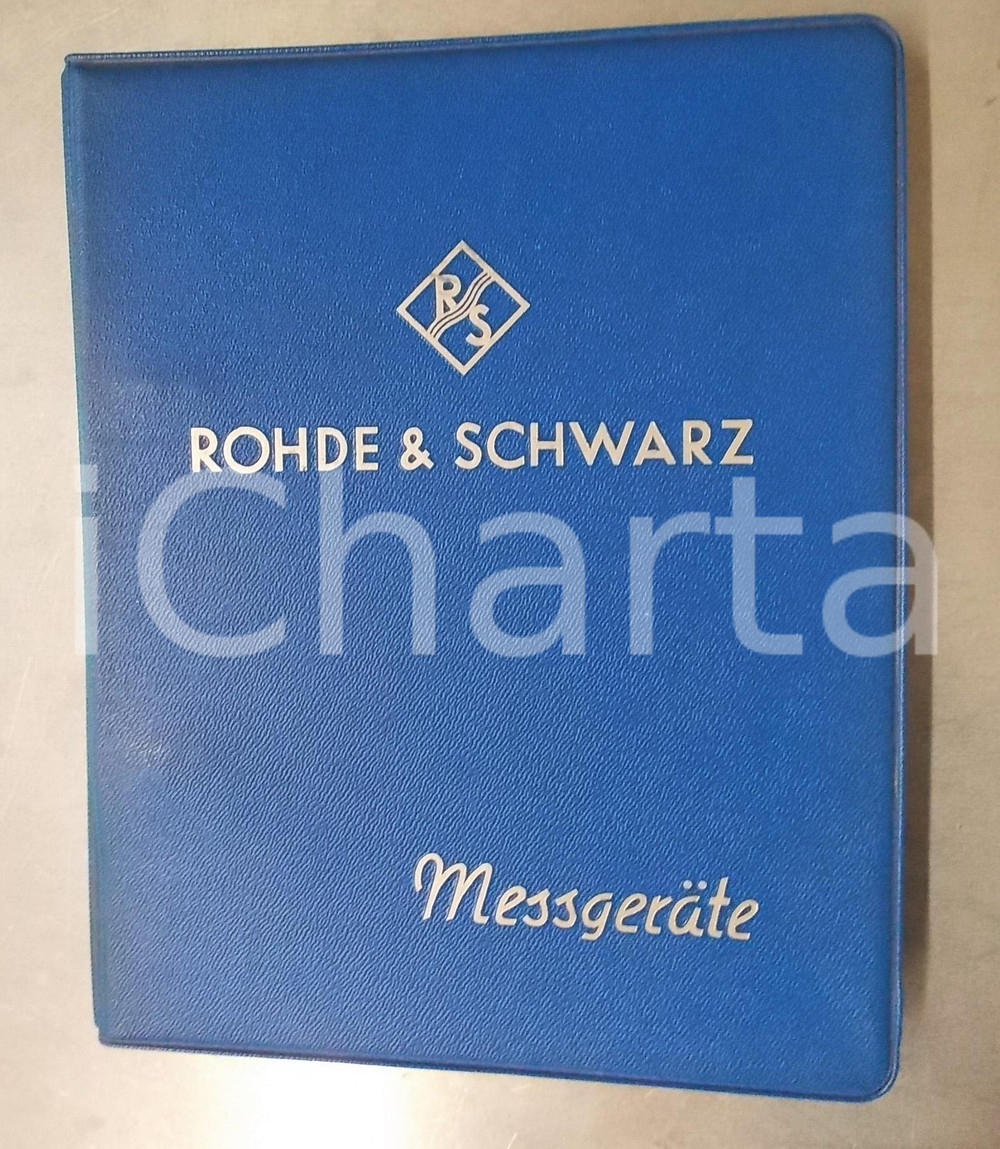 R S
ROHDE & SCHWARZ
iCharta
Messgeräte